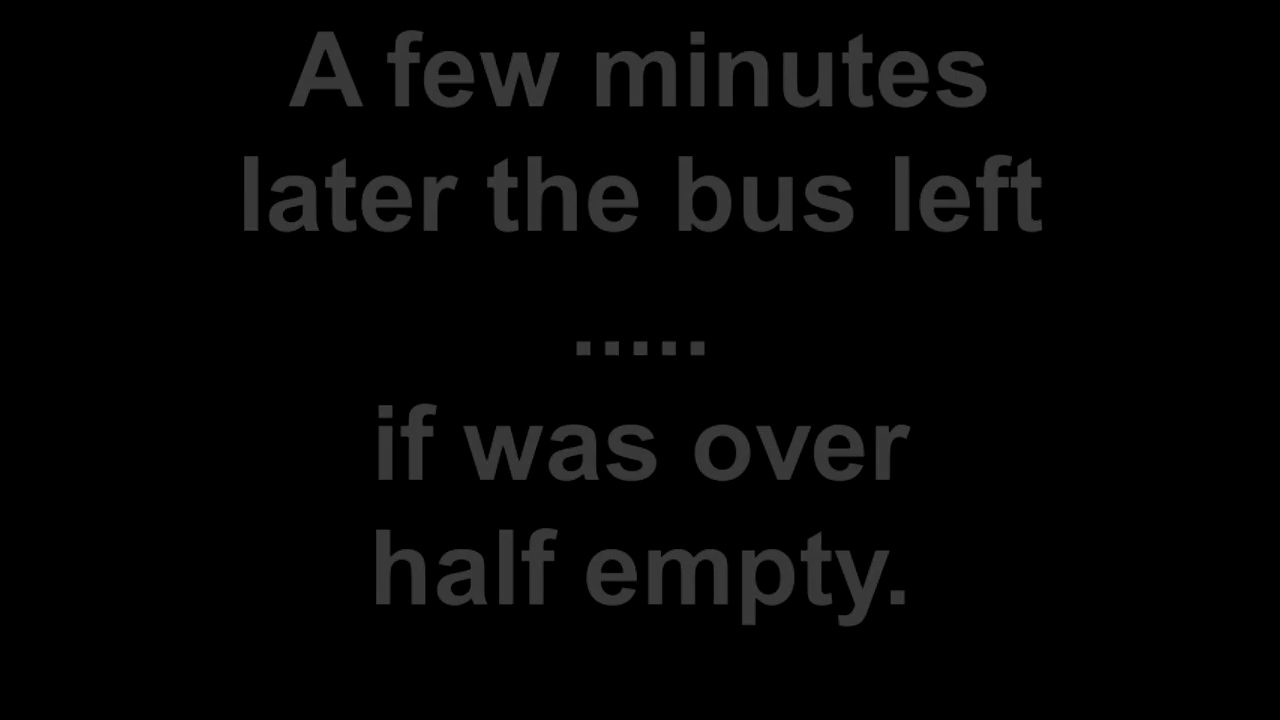 A few minutes
later the bus left
.....
if was over
half empty.